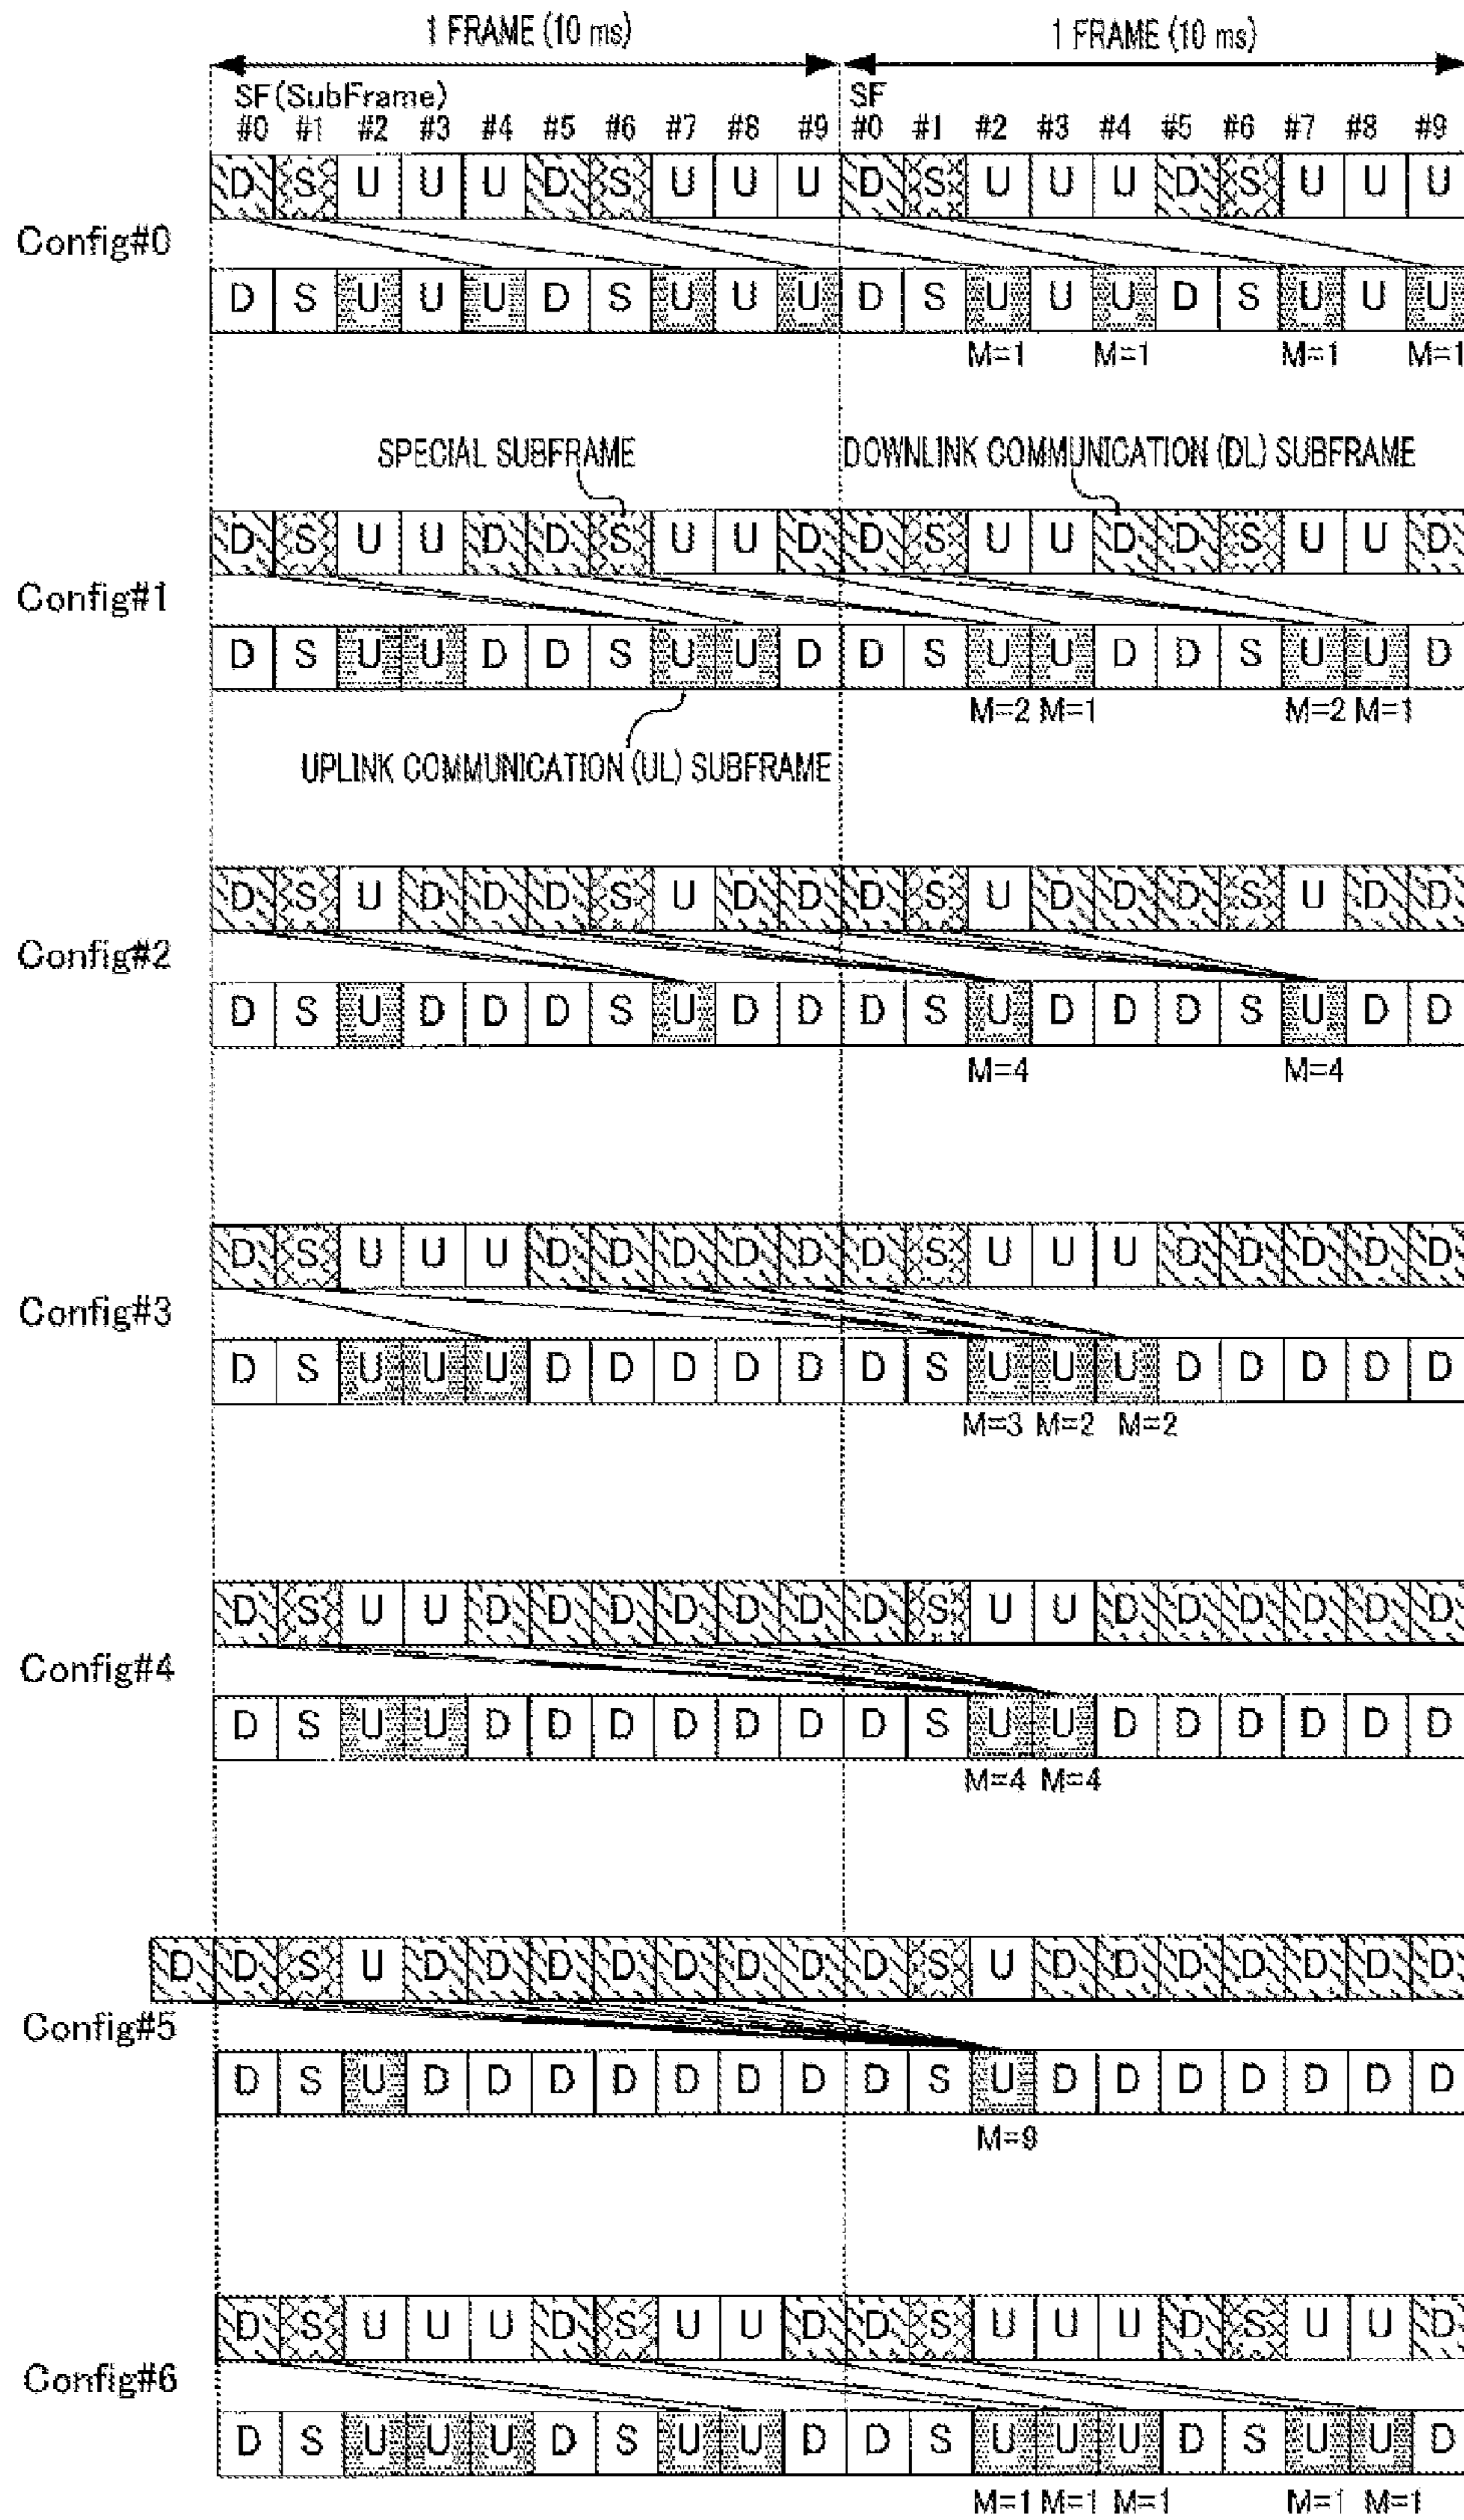 1 FRAME (10 ms) 1 FRAME (10 ms)
SF(SubFrame) SF
#0 #1 #2 #3 #4 #5 #6 #7 #8 #9 #0 #1 #2 #3 #4 #5 #6 #7 #8 #9
D S U U U D S U U U D S U U U D S U U U
Config#0
D S U U U D S U U U D S U U U D S U U U
M=1 M=1 M=1 M=1
SPECIAL SUBFRAME DOWNLINK COMMUNICATION (DL) SUBFRAME
D S U U D D S U U D D S U U D D S U U D
Config#1
D S U U D D S U U D D S U U D D S U U D
M=2 M=1 M=2 M=1
UPLINK COMMUNICATION (UL) SUBFRAME
D S U D D D S U D D D S U D D D S U D D
Config#2
D S U D D D S U D D D S U D D D S U D D
M=4 M=4
D S U U U D D D D D D S U U U D D D D D
Config#3
D S U U U D D D D D D S U U U D D D D D
M=3 M=2 M=2
D S U U D D D D D D D S U U D D D D D D
Config#4
D S U U D D D D D D D S U U D D D D D D
M=4 M=4
D D S U D D D D D D D D S U D D D D D D D
Config#5
D S U D D D D D D D D S U D D D D D D D
M=9
D S U U U D S U U D D S U U U D S U U D
Config#6
D S U U U D S U U D D S U U U D S U U D
M=1 M=1 M=1 M=1 M=1